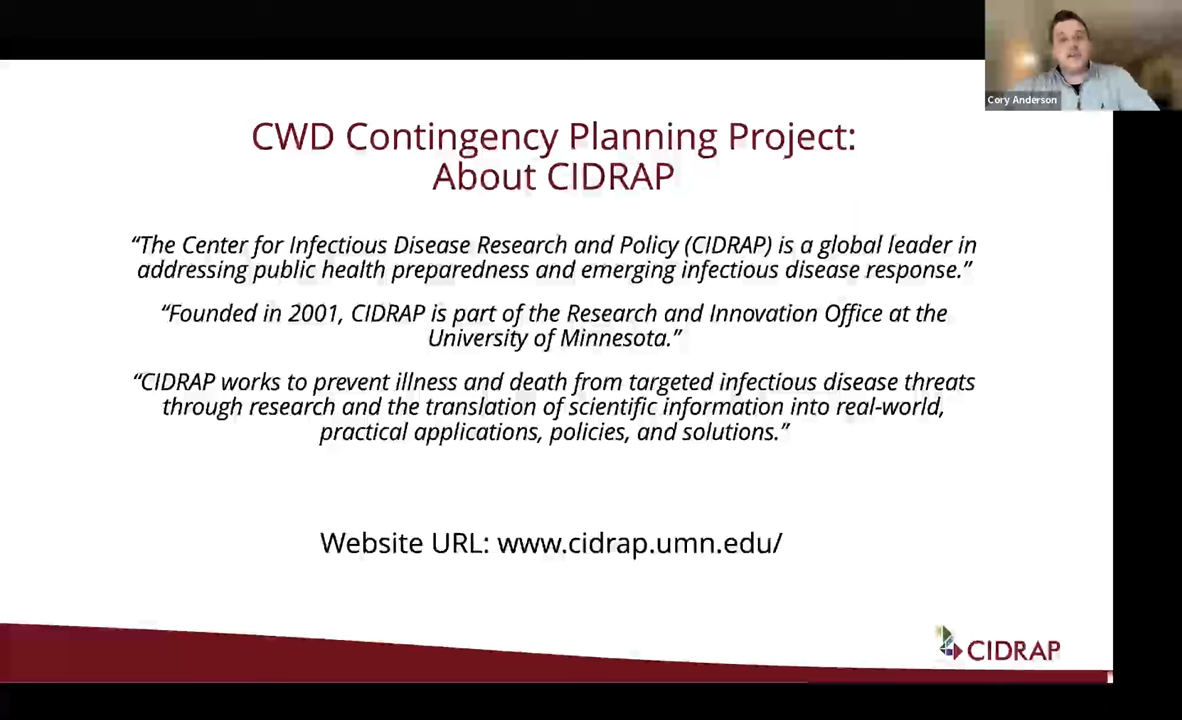 Cory Anderson
CWD Contingency Planning Project:
About CIDRAP
“The Center for Infectious Disease Research and Policy (CIDRAP) is a global leader in
addressing public health preparedness and emerging infectious disease response.”
“Founded in 2001, CIDRAP is part of the Research and Innovation Office at the
University of Minnesota.”
“CIDRAP works to prevent illness and death from targeted infectious disease threats
through research and the translation of scientific information into real-world,
practical applications, policies, and solutions.”
Website URL: www.cidrap.umn.edu/
CIDRAP